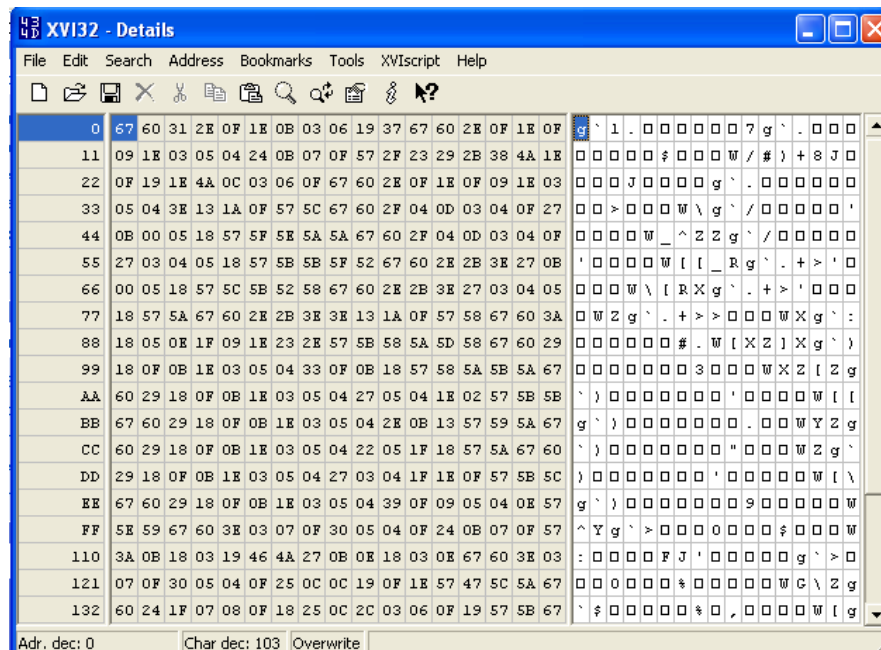 XVI32 - Details
File Edit Search Address Bookmarks Tools XVIscript Help
0 67 60 31 2E 0F 1E 0B 03 06 19 37 67 60 2E 0F 1E 0F g ` 1 . □ □ □ □ □ □ 7 g ` . □ □ □
11 09 1E 03 05 04 24 0B 07 0F 57 2F 23 29 2B 38 4A 1E □ □ □ □ □ $ □ □ □ W / # ) + 8 J □
22 0F 19 1E 4A 0C 03 06 0F 67 60 2E 0F 1E 0F 09 1E 03 □ □ □ J □ □ □ □ g ` . □ □ □ □ □ □
33 05 04 3E 13 1A 0F 57 5C 67 60 2F 04 0D 03 04 0F 27 □ □ > □ □ □ W \ g ` / □ □ □ □ □ '
44 0B 00 05 18 57 5F 5E 5A 5A 67 60 2F 04 0D 03 04 0F □ □ □ □ W _ ^ Z Z g ` / □ □ □ □ □
55 27 03 04 05 18 57 5B 5B 5F 52 67 60 2E 2B 3E 27 0B ' □ □ □ □ W [ [ _ R g ` . + > ' □
66 00 05 18 57 5C 5B 52 58 67 60 2E 2B 3E 27 03 04 05 □ □ □ W \ [ R X g ` . + > ' □ □ □
77 18 57 5A 67 60 2E 2B 3E 3E 13 1A 0F 57 58 67 60 3A □ W Z g ` . + > > □ □ □ W X g ` :
88 18 05 0E 1F 09 1E 23 2E 57 5B 58 5A 5D 58 67 60 29 □ □ □ □ □ □ # . W [ X Z ] X g ` )
99 18 0F 0B 1E 03 05 04 33 0F 0B 18 57 58 5A 5B 5A 67 □ □ □ □ □ □ □ 3 □ □ □ W X Z [ Z g
AA 60 29 18 0F 0B 1E 03 05 04 27 05 04 1E 02 57 5B 5B ` ) □ □ □ □ □ □ □ ' □ □ □ □ W [ [
BB 67 60 29 18 0F 0B 1E 03 05 04 2E 0B 13 57 59 5A 67 g ` ) □ □ □ □ □ □ □ . □ □ W Y Z g
CC 60 29 18 0F 0B 1E 03 05 04 22 05 1F 18 57 5A 67 60 ` ) □ □ □ □ □ □ □ " □ □ □ W Z g `
DD 29 18 0F 0B 1E 03 05 04 27 03 04 1F 1E 0F 57 5B 5C ) □ □ □ □ □ □ □ ' □ □ □ □ □ W [ \
EE 67 60 29 18 0F 0B 1E 03 05 04 39 0F 09 05 04 0E 57 g ` ) □ □ □ □ □ □ □ 9 □ □ □ □ □ W
FF 5E 59 67 60 3E 03 07 0F 30 05 04 0F 24 0B 07 0F 57 ^ Y g ` > □ □ □ 0 □ □ □ $ □ □ □ W
110 3A 0B 18 03 19 46 4A 27 0B 0E 18 03 0E 67 60 3E 03 : □ □ □ □ F J ' □ □ □ □ □ g ` > □
121 07 0F 30 05 04 0F 25 0C 0C 19 0F 1E 57 47 5C 5A 67 □ □ 0 □ □ □ % □ □ □ □ □ W G \ Z g
132 60 24 1F 07 08 0F 18 25 0C 2C 03 06 0F 19 57 5B 67 ` $ □ □ □ □ □ % □ , □ □ □ □ W [ g
Adr. dec: 0 Char dec: 103 Overwrite